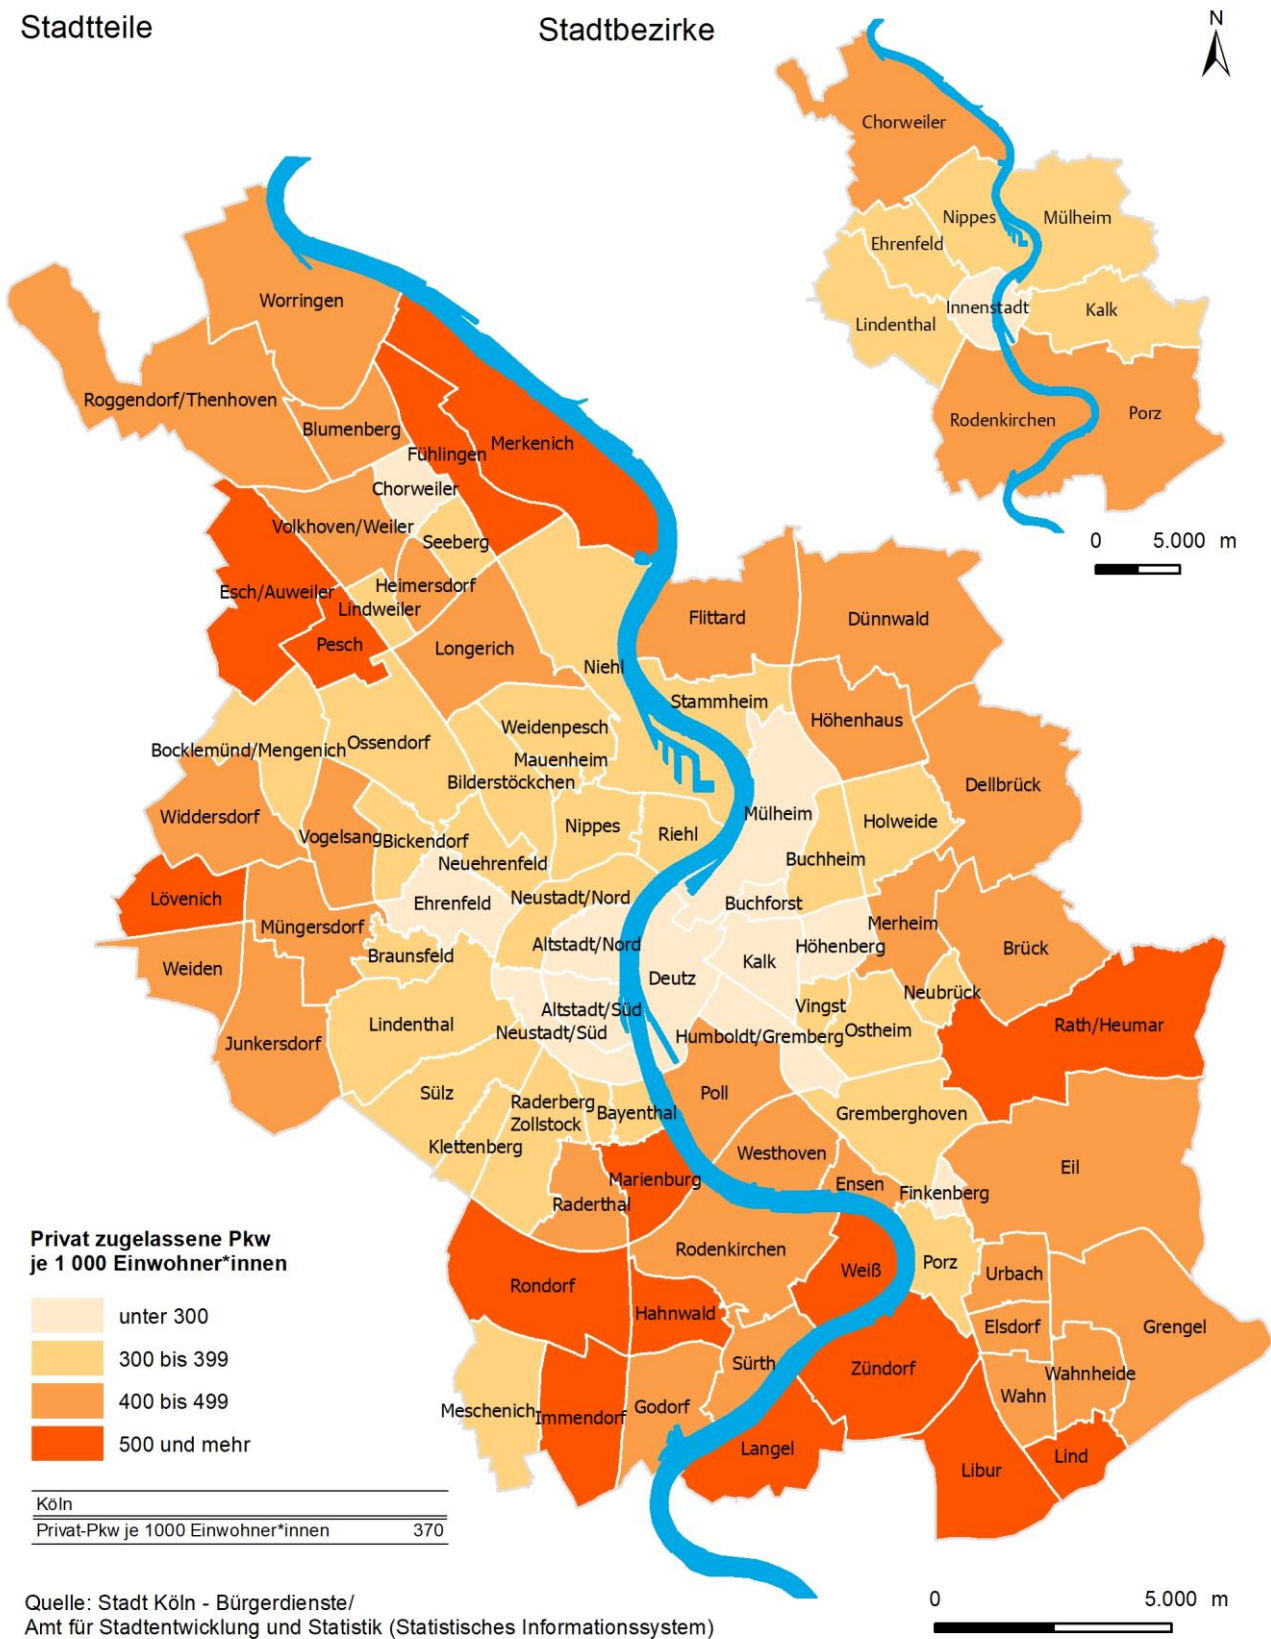 Stadtteile
Stadtbezirke
N
Chorweiler
Nippes
Mülheim
Ehrenfeld
Innenstadt
Kalk
Lindenthal
Rodenkirchen
Porz
0 5.000 m
Worringen
Roggendorf/Thenhoven
Blumenberg
Fühlingen
Merkenich
Chorweiler
Volkhoven/Weiler
Seeberg
Esch/Auweiler
Heimersdorf
Lindweiler
Pesch
Longerich
Niehl
Flittard
Dünnwald
Stammheim
Höhenhaus
Weidenpesch
Ossendorf
Bocklemünd/Mengenich
Mauenheim
Bilderstöckchen
Dellbrück
Widdersdorf
Mülheim
Holweide
Nippes
Riehl
Vogelsang
Bickendorf
Neuehrenfeld
Buchheim
Lövenich
Ehrenfeld
Neustadt/Nord
Buchforst
Müngersdorf
Merheim
Altstadt/Nord
Höhenberg
Brück
Braunsfeld
Kalk
Weiden
Deutz
Neubrück
Vingst
Altstadt/Süd
Lindenthal
Neustadt/Süd
Ostheim
Rath/Heumar
Humboldt/Gremberg
Junkersdorf
Sülz
Poll
Raderberg
Bayenthal
Gremberghoven
Zollstock
Klettenberg
Westhoven
Eil
Marienburg
Ensen
Finkenberg
Raderthal
Rodenkirchen
Porz
Weiß
Urbach
Rondorf
Hahnwald
Elsdorf
Grengel
Sürth
Zündorf
Wahnheide
Wahn
Meschenich
Immendorf
Godorf
Langel
Lind
Libur
Privat zugelassene Pkw
je 1 000 Einwohner*innen
unter 300
300 bis 399
400 bis 499
500 und mehr
Köln
Privat-Pkw je 1000 Einwohner*innen 370
Quelle: Stadt Köln - Bürgerdienste/
Amt für Stadtentwicklung und Statistik (Statistisches Informationssystem)
0 5.000 m